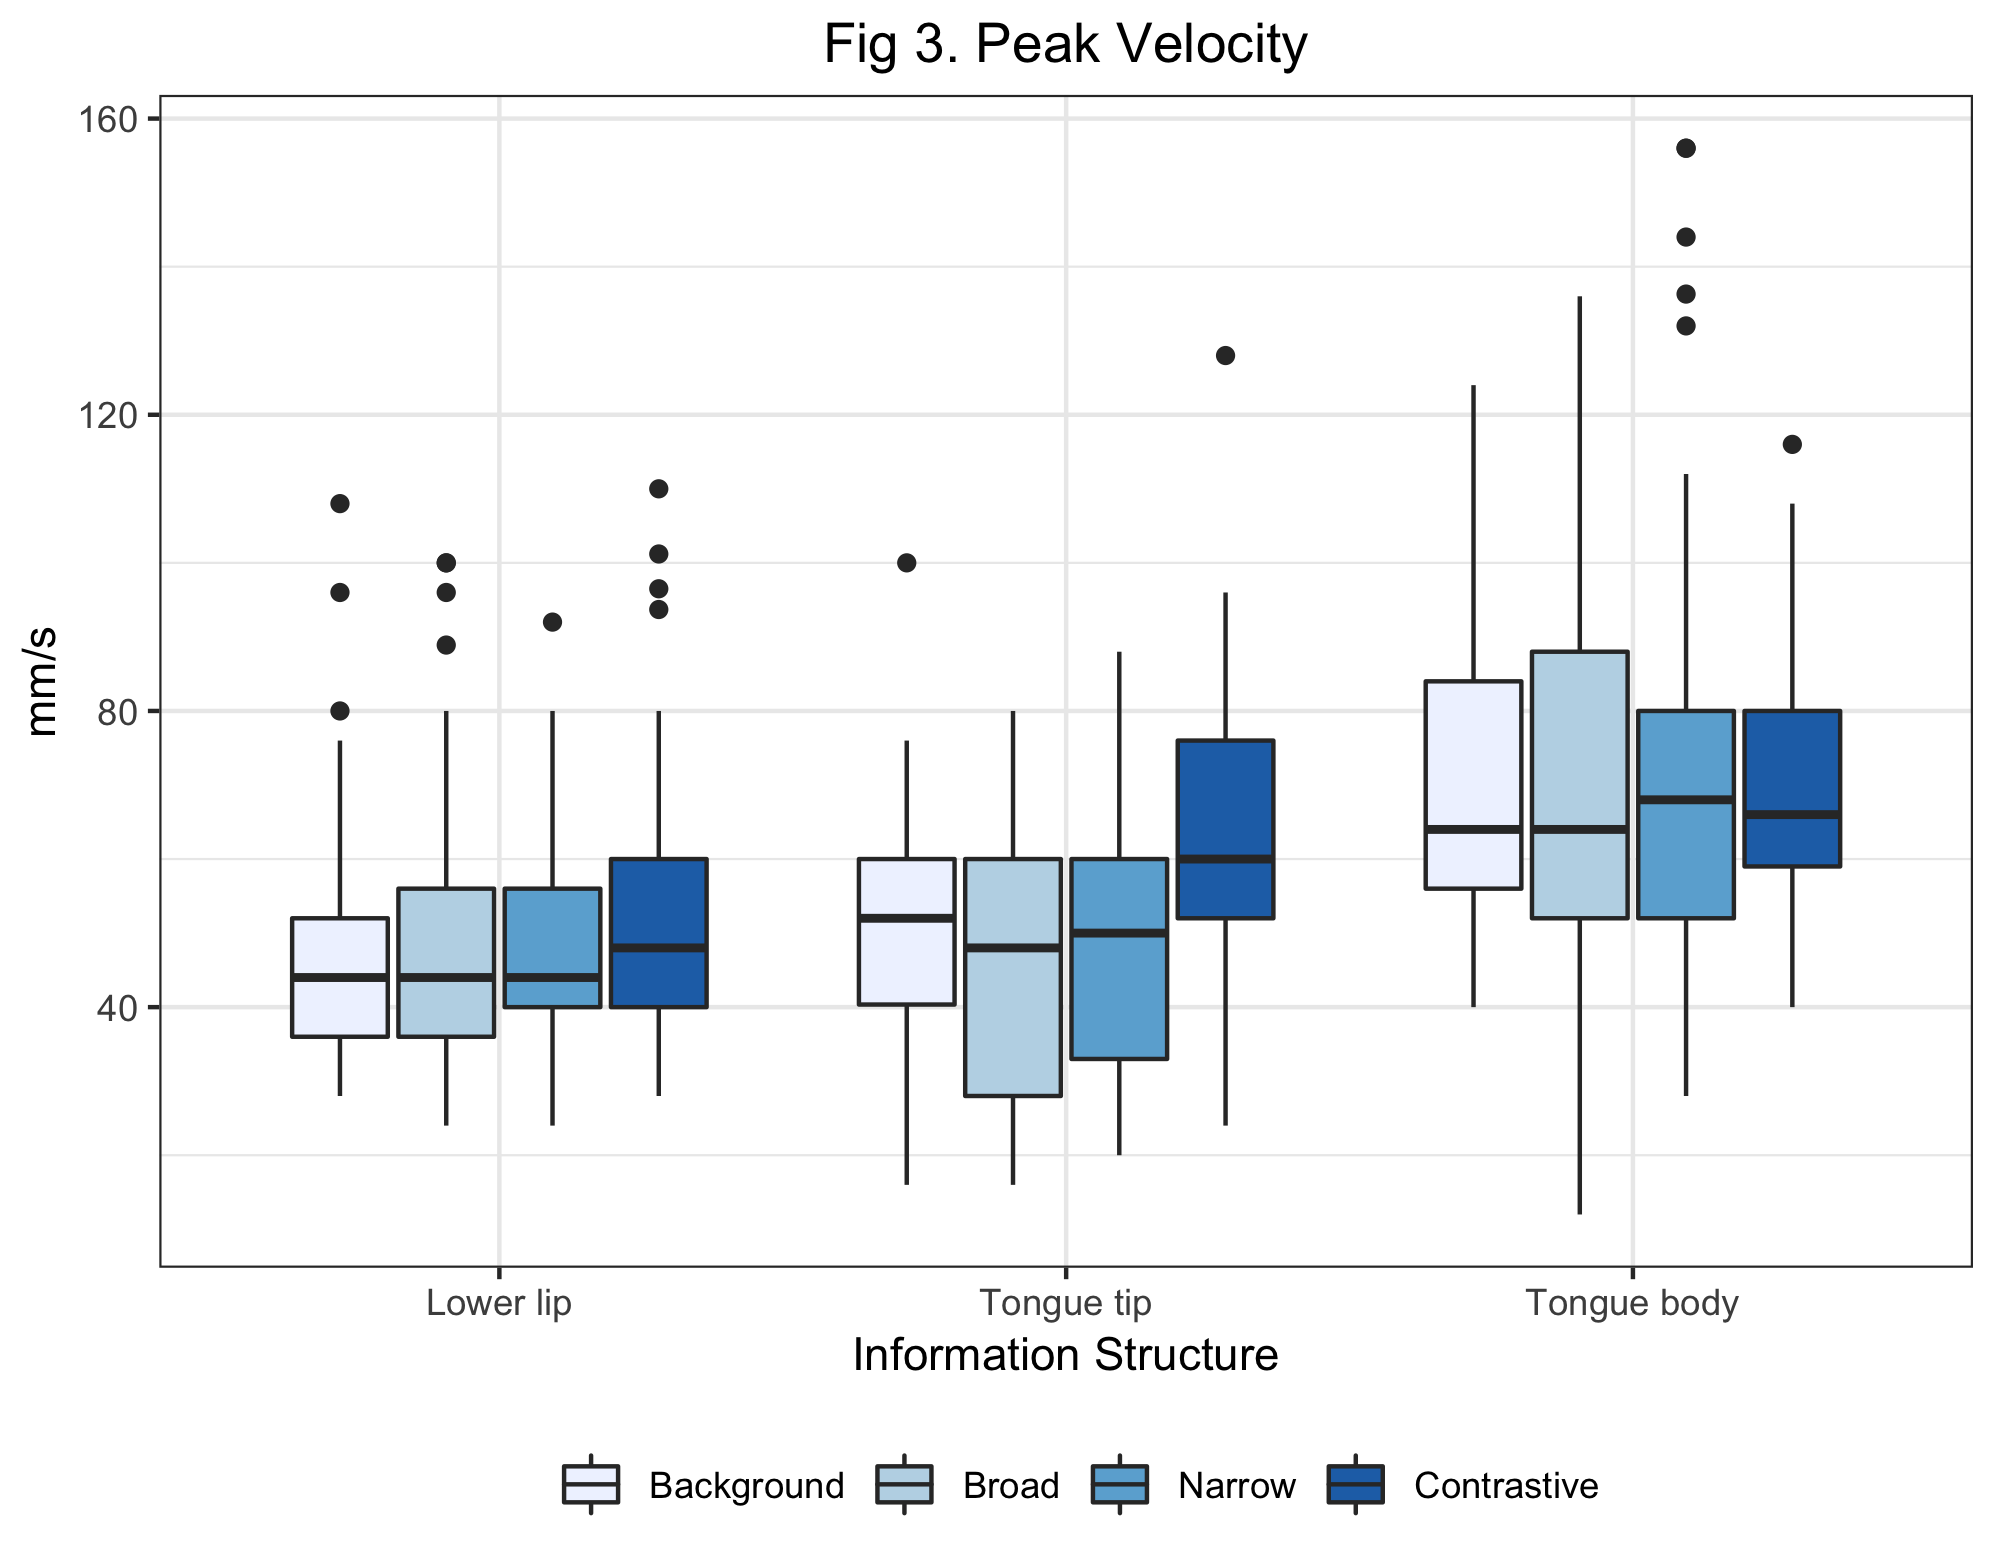 Fig 3. Peak Velocity
160
120
80
40
mm/s
Lower lip
Tongue tip
Tongue body
Information Structure
Background
Broad
Narrow
Contrastive